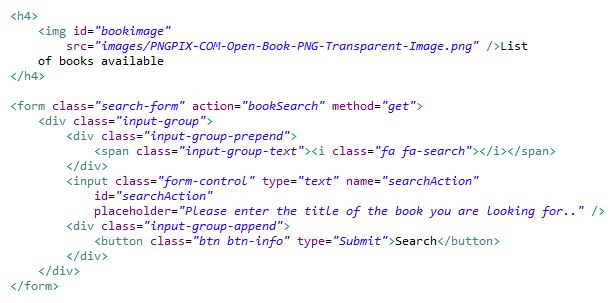 <h4>
    <img id="bookimage"
        src="images/PNGPIX-COM-Open-Book-PNG-Transparent-Image.png" />List
    of books available
</h4>

<form class="search-form" action="bookSearch" method="get">
    <div class="input-group">
        <div class="input-group-prepend">
            <span class="input-group-text"><i class="fa fa-search"></i></span>
        </div>
        <input class="form-control" type="text" name="searchAction"
            id="searchAction"
            placeholder="Please enter the title of the book you are looking for.." />
        <div class="input-group-append">
            <button class="btn btn-info" type="Submit">Search</button>
        </div>
    </div>
</form>